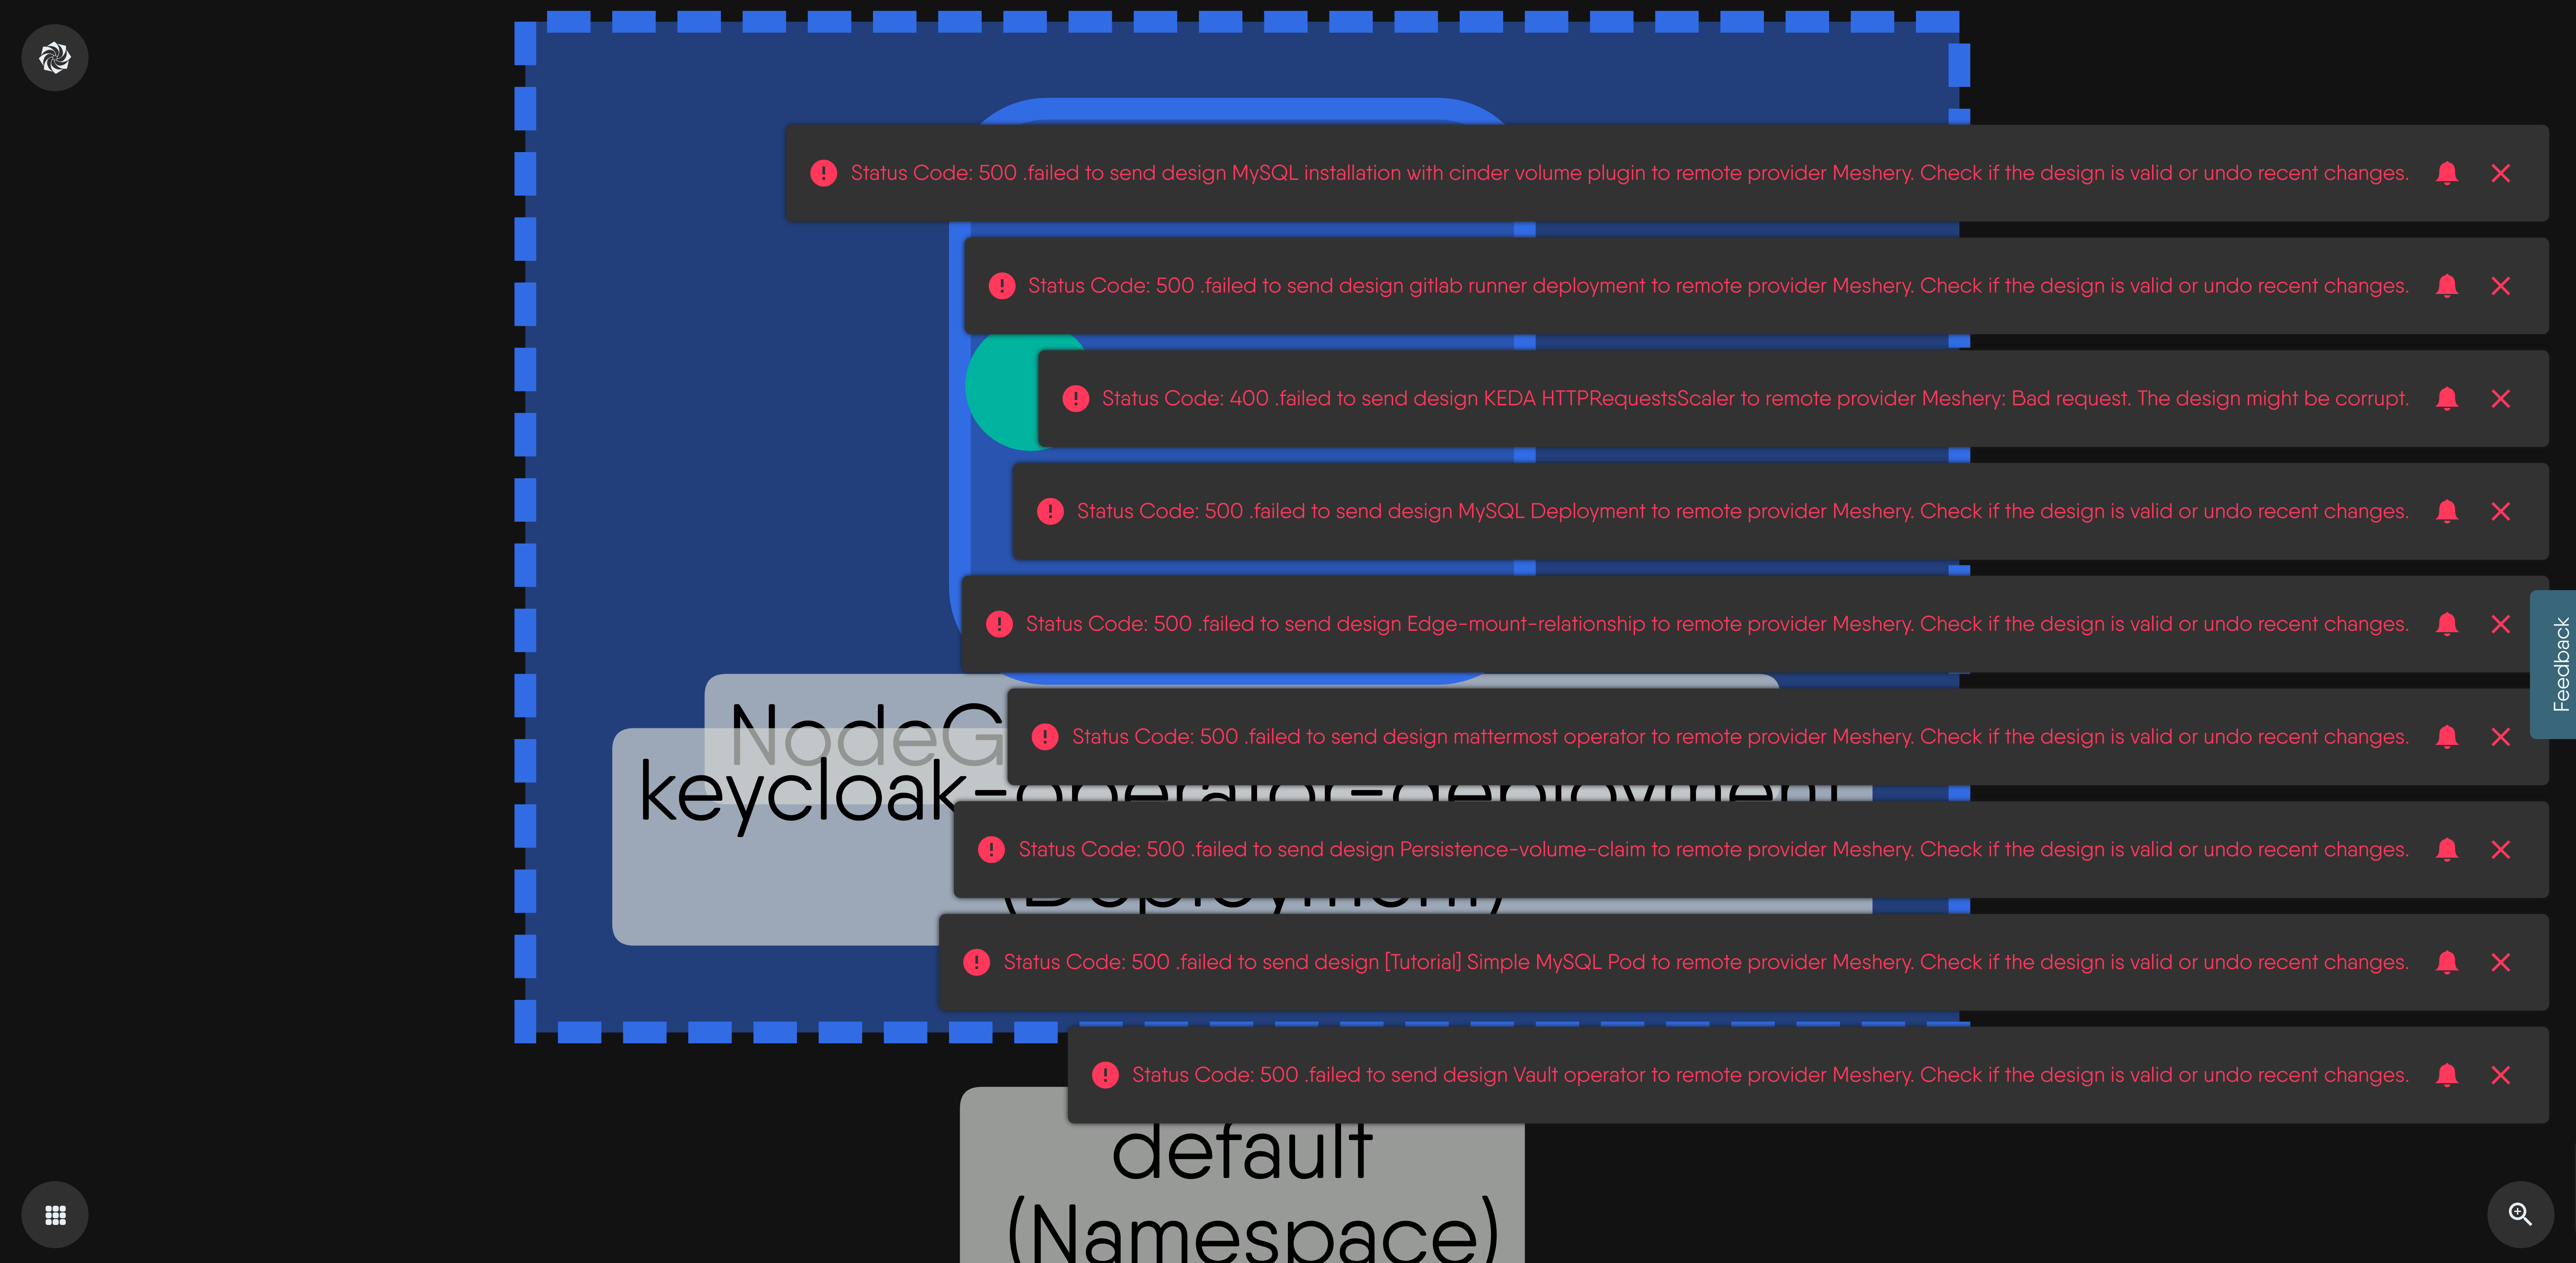 Status Code: 500 .failed to send design MySQL installation with cinder volume plugin to remote provider Meshery. Check if the design is valid or undo recent changes.
Status Code: 500 .failed to send design gitlab runner deployment to remote provider Meshery. Check if the design is valid or undo recent changes.
Status Code: 400 .failed to send design KEDA HTTPRequestsScaler to remote provider Meshery: Bad request. The design might be corrupt.
Status Code: 500 .failed to send design MySQL Deployment to remote provider Meshery. Check if the design is valid or undo recent changes.
Status Code: 500 .failed to send design Edge-mount-relationship to remote provider Meshery. Check if the design is valid or undo recent changes.
Feedback
NodeG
Status Code: 500 .failed to send design mattermost operator to remote provider Meshery. Check if the design is valid or undo recent changes.
keycloak-operator-deployment
Status Code: 500 .failed to send design Persistence-volume-claim to remote provider Meshery. Check if the design is valid or undo recent changes.
(Deployment)
Status Code: 500 .failed to send design [Tutorial] Simple MySQL Pod to remote provider Meshery. Check if the design is valid or undo recent changes.
Status Code: 500 .failed to send design Vault operator to remote provider Meshery. Check if the design is valid or undo recent changes.
default
(Namespace)